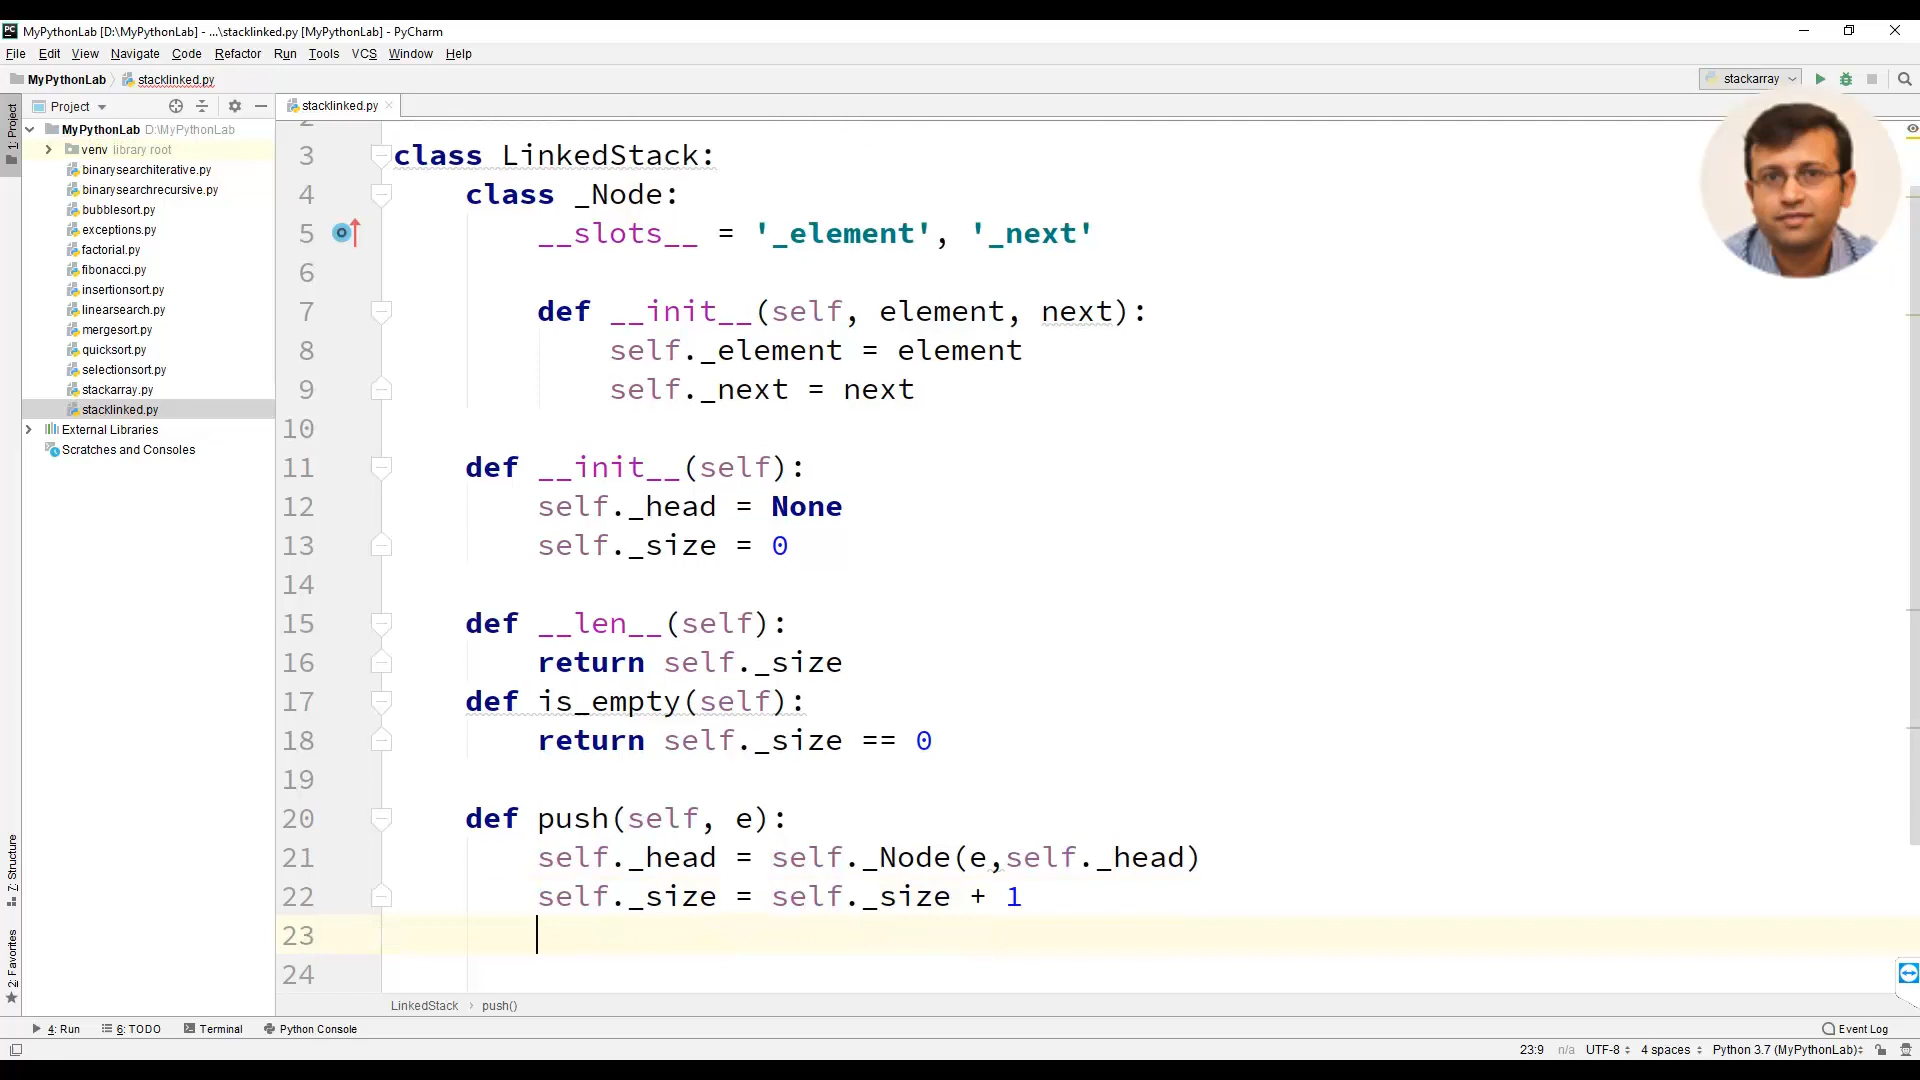 PC MyPythonLab [D:\MyPythonLab] - ...\stacklinked.py [MyPythonLab] - PyCharm
File Edit View Navigate Code Refactor Run Tools VCS Window Help
MyPythonLab stacklinked.py stackarray
1: Project
Project
stacklinked.py
MyPythonLab D:\MyPythonLab
venv library root
binarysearchiterative.py
binarysearchrecursive.py
bubblesort.py
exceptions.py
factorial.py
fibonacci.py
insertionsort.py
linearsearch.py
mergesort.py
quicksort.py
selectionsort.py
stackarray.py
stacklinked.py
External Libraries
Scratches and Consoles
3 class LinkedStack:
4 class _Node:
5 __slots__ = '_element', '_next'
6
7 def __init__(self, element, next):
8 self._element = element
9 self._next = next
10
11 def __init__(self):
12 self._head = None
13 self._size = 0
14
15 def __len__(self):
16 return self._size
17 def is_empty(self):
18 return self._size == 0
19
20 def push(self, e):
21 self._head = self._Node(e,self._head)
22 self._size = self._size + 1
23
24
7: Structure
2: Favorites
LinkedStack › push()
4: Run 6: TODO Terminal Python Console Event Log
23:9 n/a UTF-8 4 spaces Python 3.7 (MyPythonLab)